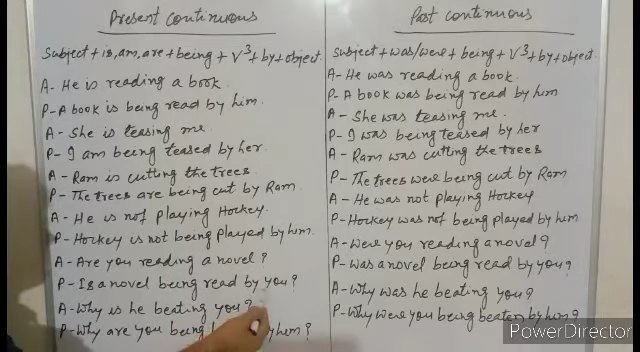 Present continuous
Subject + is, am, are + being + V³ + by + object.
A- He is reading a book.
P- A book is being read by him.
A- She is teasing me.
P- I am being teased by her.
A- Ram is cutting the trees
P- The trees are being cut by Ram.
A- He is not playing Hockey.
P- Hockey is not being played by him.
A- Are you reading a novel?
P- Is a novel being read by you?
A- Why is he beating you?
P- Why are you being by him?
Past continuous
Subject + was/were + being + V³ + by + object.
A- He was reading a book.
P- A book was being read by him
A- She was teasing me.
P- I was being teased by her
A- Ram was cutting the trees
P- The trees were being cut by Ram
A- He was not playing Hockey
P- Hockey was not being played by him
A- Were you reading a novel?
P- Was a novel being read by you?
A- Why was he beating you?
P- Why were you being beaten by him?
PowerDirector